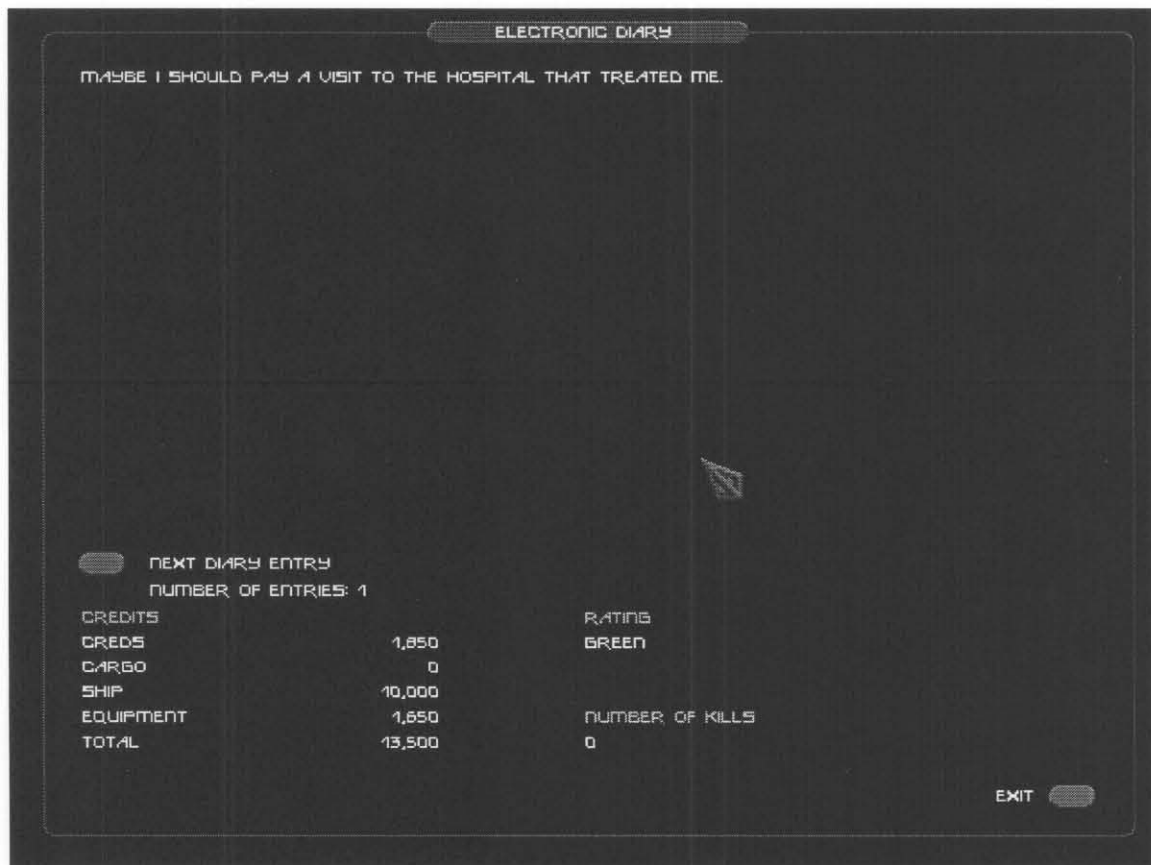 ELECTRONIC DIARY
MAYBE I SHOULD PAY A VISIT TO THE HOSPITAL THAT TREATED ME.
NEXT DIARY ENTRY
NUMBER OF ENTRIES: 1
CREDITS RATING
CREDS 1,850 GREEN
CARGO 0
SHIP 10,000
EQUIPMENT 1,650 NUMBER OF KILLS
TOTAL 13,500 0
EXIT